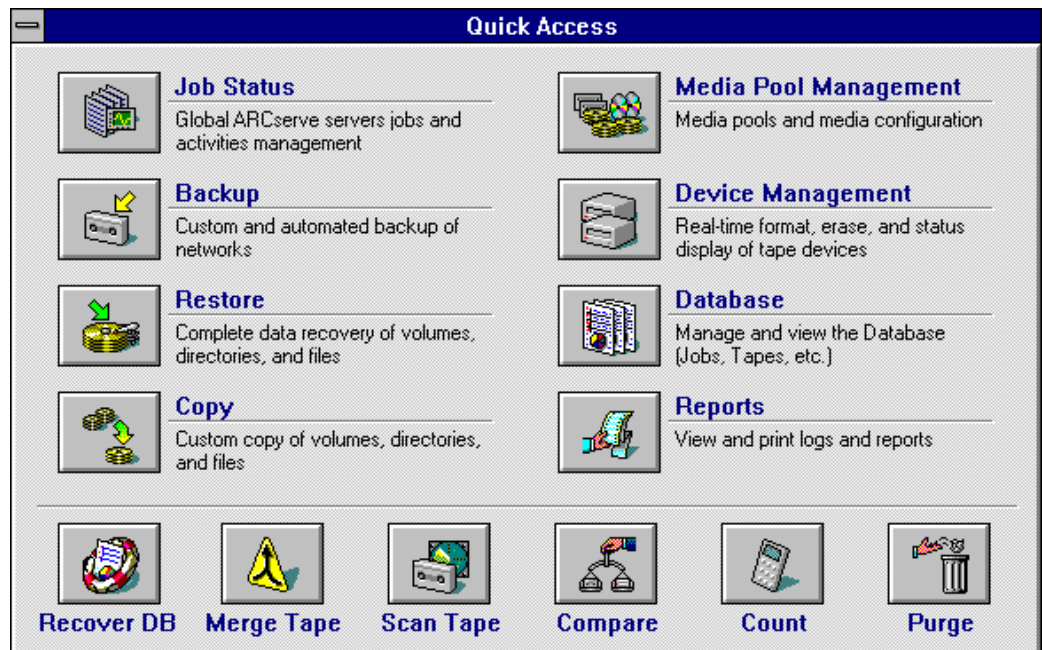 Quick Access
Job Status
Global ARCserve servers jobs and
activities management
Media Pool Management
Media pools and media configuration
Backup
Custom and automated backup of
networks
Device Management
Real-time format, erase, and status
display of tape devices
Restore
Complete data recovery of volumes,
directories, and files
Database
Manage and view the Database
(Jobs, Tapes, etc.)
Copy
Custom copy of volumes, directories,
and files
Reports
View and print logs and reports
Recover DB
Merge Tape
Scan Tape
Compare
Count
Purge